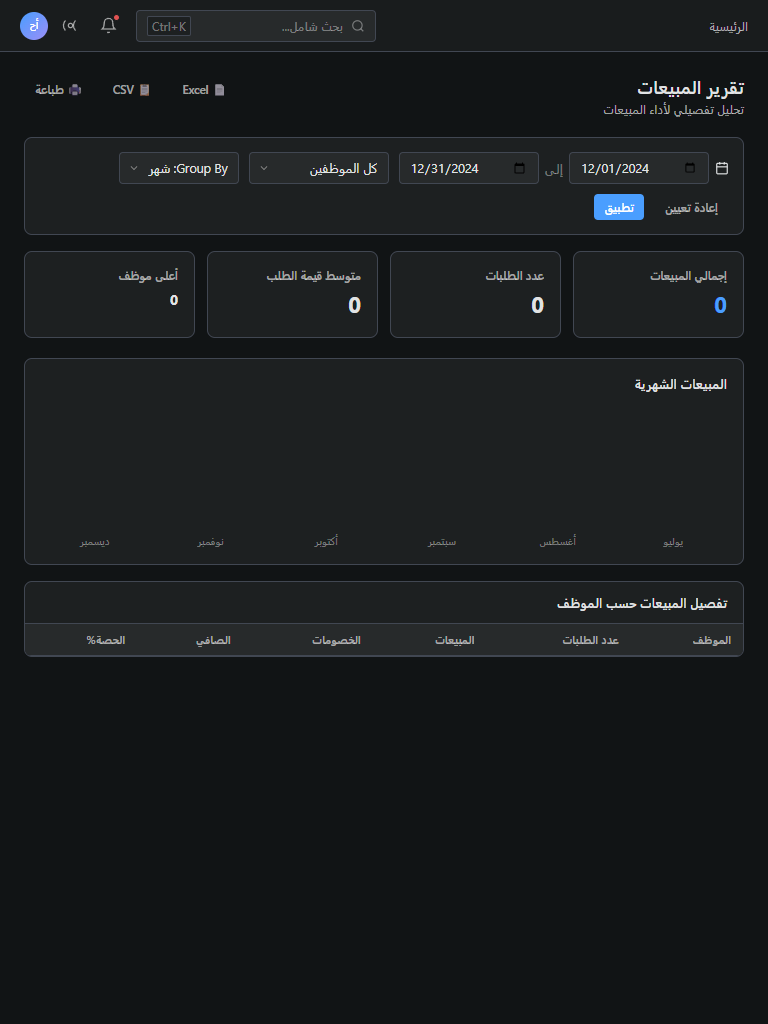 الرئيسية
بحث شامل...
Ctrl+K
أح
تقرير المبيعات
تحليل تفصيلي لأداء المبيعات
Excel
CSV
طباعة
12/01/2024
إلى
12/31/2024
كل الموظفين
Group By: شهر
إعادة تعيين
تطبيق
إجمالي المبيعات
0
عدد الطلبات
0
متوسط قيمة الطلب
0
أعلى موظف
0
المبيعات الشهرية
يوليو أغسطس سبتمبر أكتوبر نوفمبر ديسمبر
تفصيل المبيعات حسب الموظف
الموظف عدد الطلبات المبيعات الخصومات الصافي الحصة%